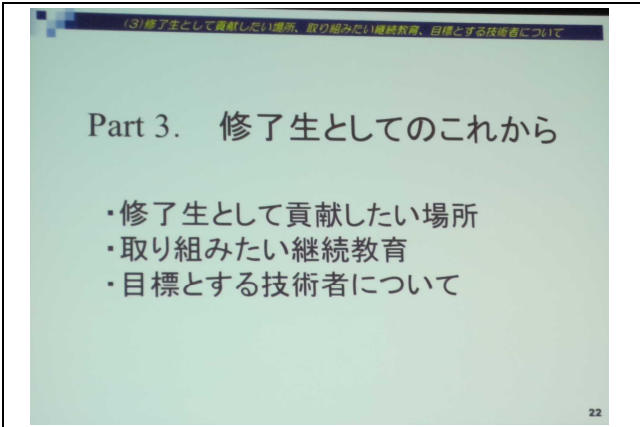 (3)修了生として貢献したい場所、取り組みたい継続教育、目標とする技術者について
Part 3.　修了生としてのこれから
・修了生として貢献したい場所
・取り組みたい継続教育
・目標とする技術者について
22